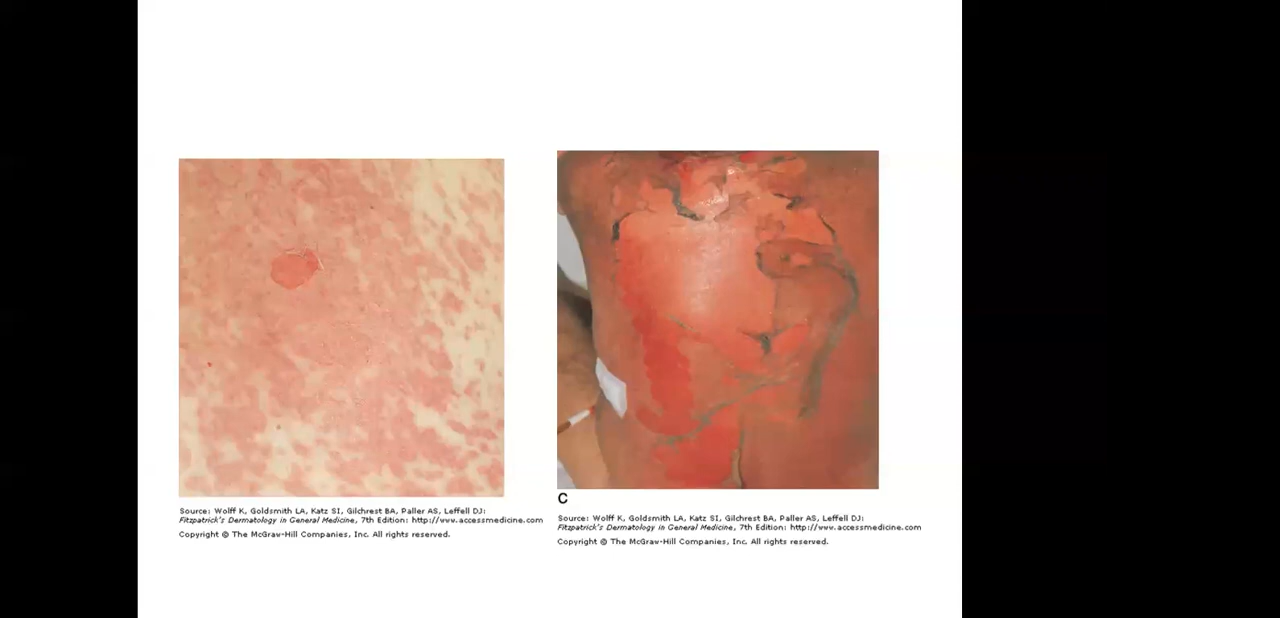 Source: Wolff K, Goldsmith LA, Katz SI, Gilchrest BA, Paller AS, Leffell DJ:
Fitzpatrick's Dermatology in General Medicine, 7th Edition: http://www.accessmedicine.com
Copyright © The McGraw-Hill Companies, Inc. All rights reserved.
C
Source: Wolff K, Goldsmith LA, Katz SI, Gilchrest BA, Paller AS, Leffell DJ:
Fitzpatrick's Dermatology in General Medicine, 7th Edition: http://www.accessmedicine.com
Copyright © The McGraw-Hill Companies, Inc. All rights reserved.